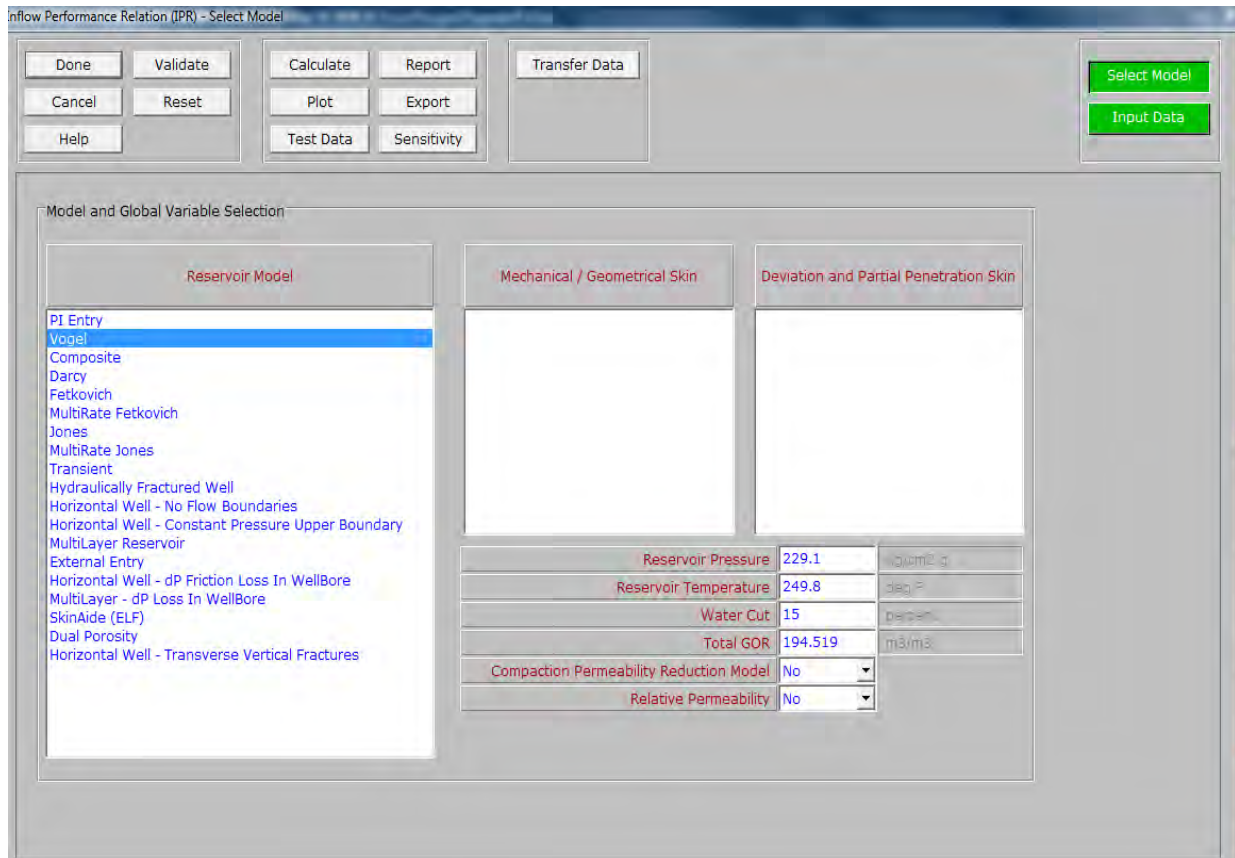 Inflow Performance Relation (IPR) - Select Model
Done Validate Calculate Report Transfer Data Select Model
Cancel Reset Plot Export Input Data
Help Test Data Sensitivity
Model and Global Variable Selection
Reservoir Model Mechanical / Geometrical Skin Deviation and Partial Penetration Skin
PI Entry
Vogel
Composite
Darcy
Fetkovich
MultiRate Fetkovich
Jones
MultiRate Jones
Transient
Hydraulically Fractured Well
Horizontal Well - No Flow Boundaries
Horizontal Well - Constant Pressure Upper Boundary
MultiLayer Reservoir
External Entry
Horizontal Well - dP Friction Loss In WellBore
MultiLayer - dP Loss In WellBore
SkinAide (ELF)
Dual Porosity
Horizontal Well - Transverse Vertical Fractures
Reservoir Pressure 229.1
Reservoir Temperature 249.8 deg F
Water Cut 15 percent
Total GOR 194.519 m3/m3
Compaction Permeability Reduction Model No
Relative Permeability No